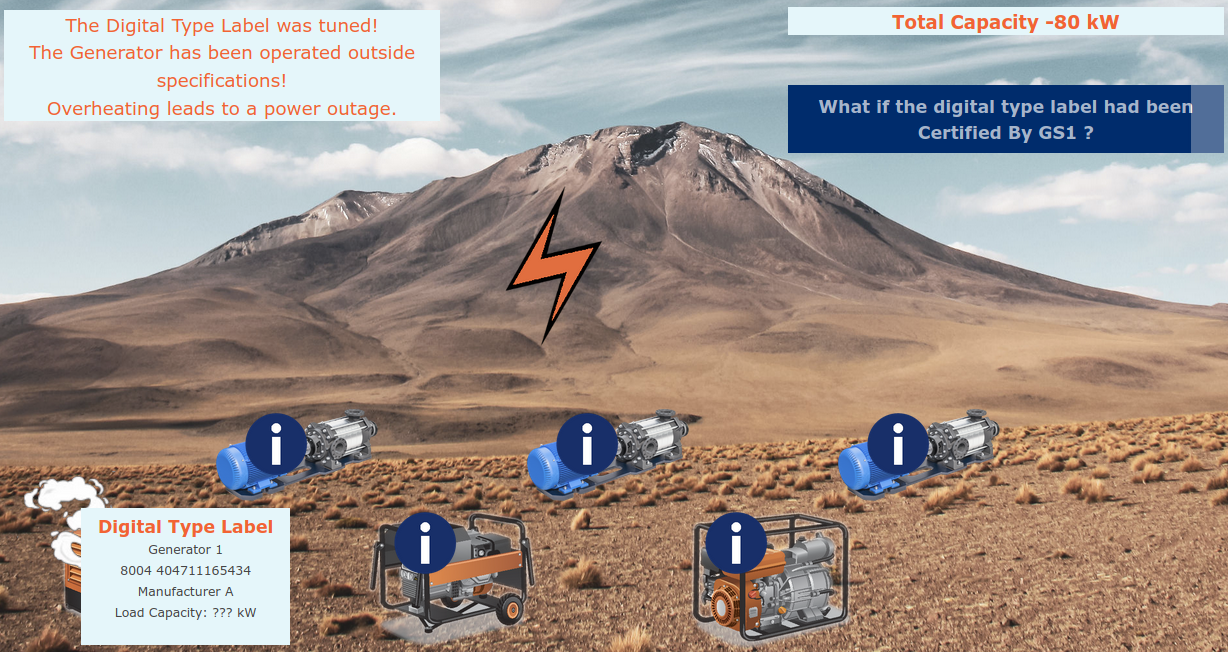 The Digital Type Label was tuned!
The Generator has been operated outside
specifications!
Overheating leads to a power outage.
Total Capacity -80 kW
What if the digital type label had been
Certified By GS1 ?
Digital Type Label
Generator 1
8004 404711165434
Manufacturer A
Load Capacity: ??? kW